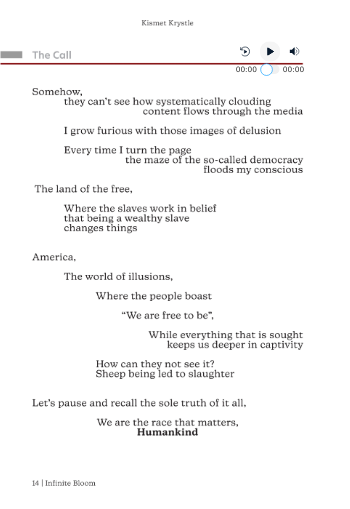 Kismet Krystle
The Call
00:00 00:00
Somehow,
they can't see how systematically clouding
content flows through the media
I grow furious with those images of delusion
Every time I turn the page
the maze of the so-called democracy
floods my conscious
The land of the free,
Where the slaves work in belief
that being a wealthy slave
changes things
America,
The world of illusions,
Where the people boast
“We are free to be”,
While everything that is sought
keeps us deeper in captivity
How can they not see it?
Sheep being led to slaughter
Let's pause and recall the sole truth of it all,
We are the race that matters,
Humankind
14 | Infinite Bloom